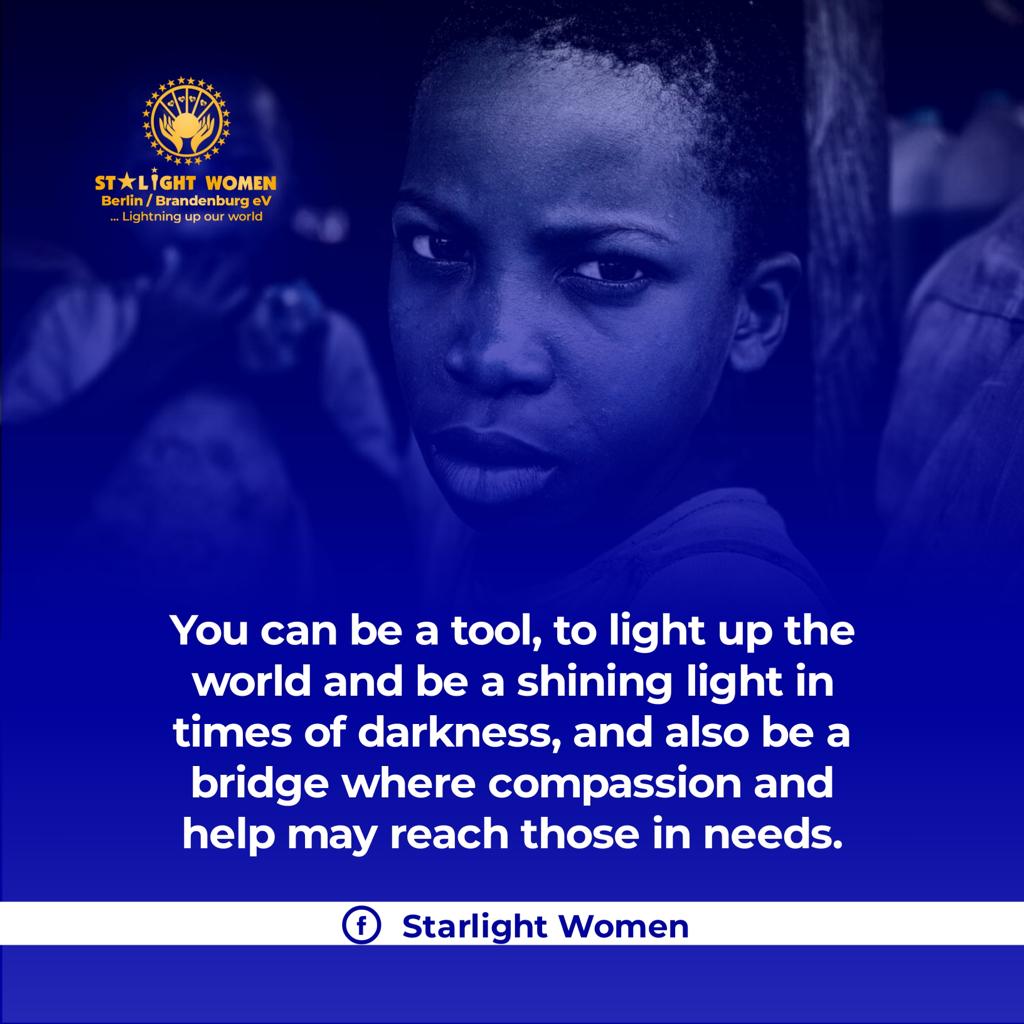 ST★LIGHT WOMEN
Berlin / Brandenburg eV
... Lightning up our world
You can be a tool, to light up the
world and be a shining light in
times of darkness, and also be a
bridge where compassion and
help may reach those in needs.
f Starlight Women